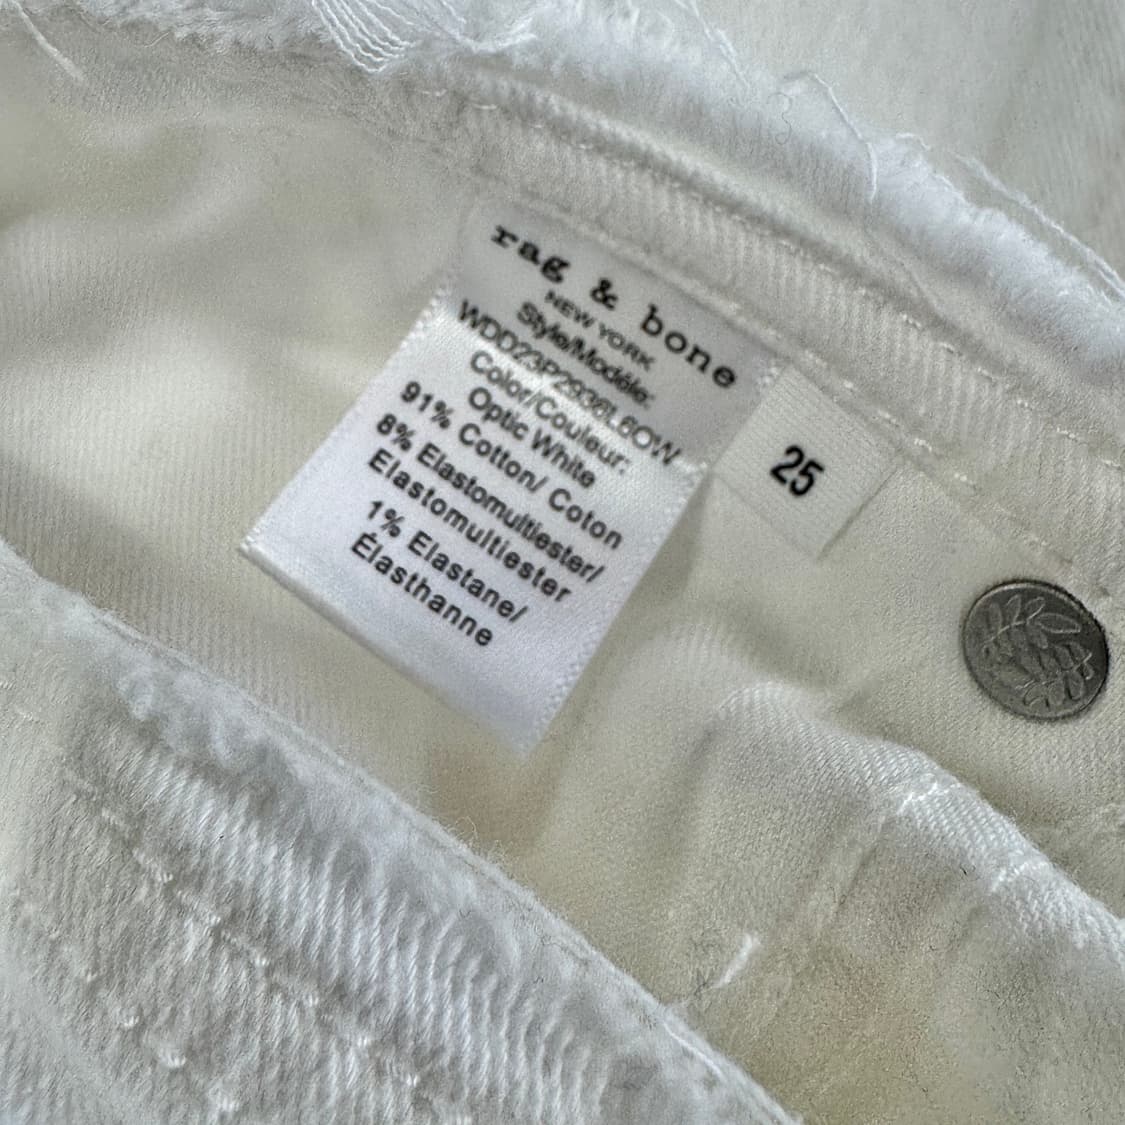 rag & bone
NEW YORK
Style/Modèle:
WDD23P2936L6OW
Color/Couleur:
Optic White
91% Cotton/ Coton
8% Elastomultiester/
Elastomultiester
1% Elastane/
Élasthanne
25